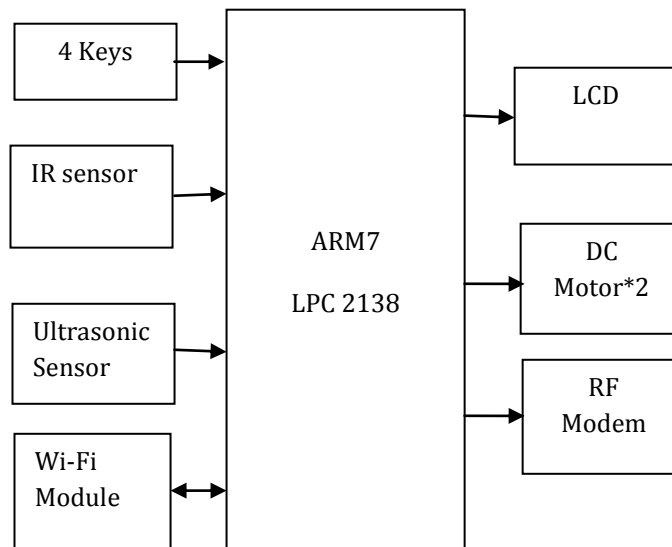 4 Keys
IR sensor
Ultrasonic
Sensor
Wi-Fi
Module
ARM7
LPC 2138
LCD
DC
Motor*2
RF
Modem